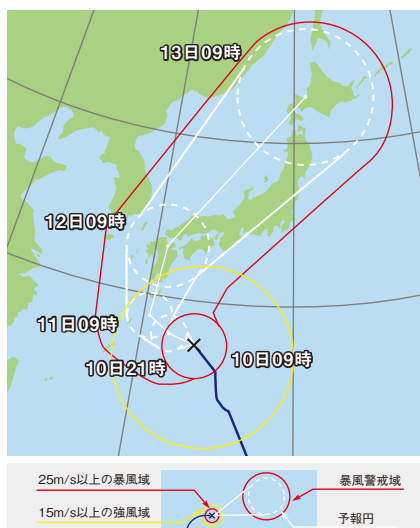 13日09時
12日09時
11日09時
10日21時
10日09時
25m/s以上の暴風域
暴風警戒域
15m/s以上の強風域
予報円